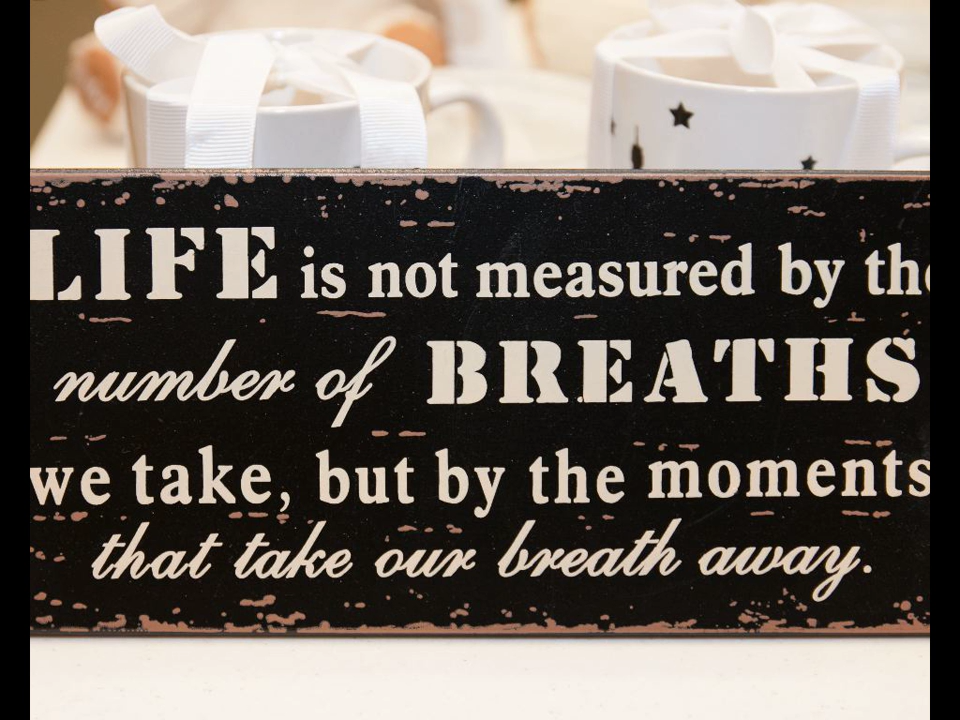 LIFE is not measured by the
number of BREATHS
we take, but by the moments
that take our breath away.